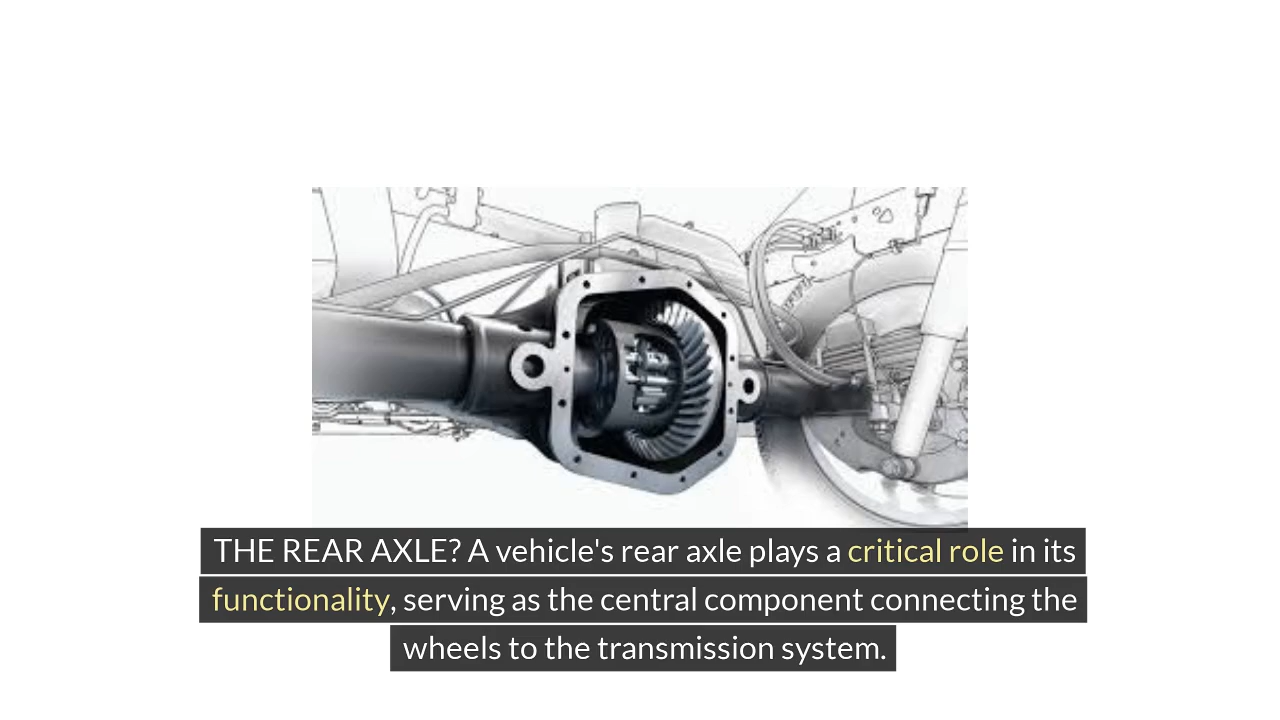 THE REAR AXLE? A vehicle's rear axle plays a critical role in its
functionality, serving as the central component connecting the
wheels to the transmission system.